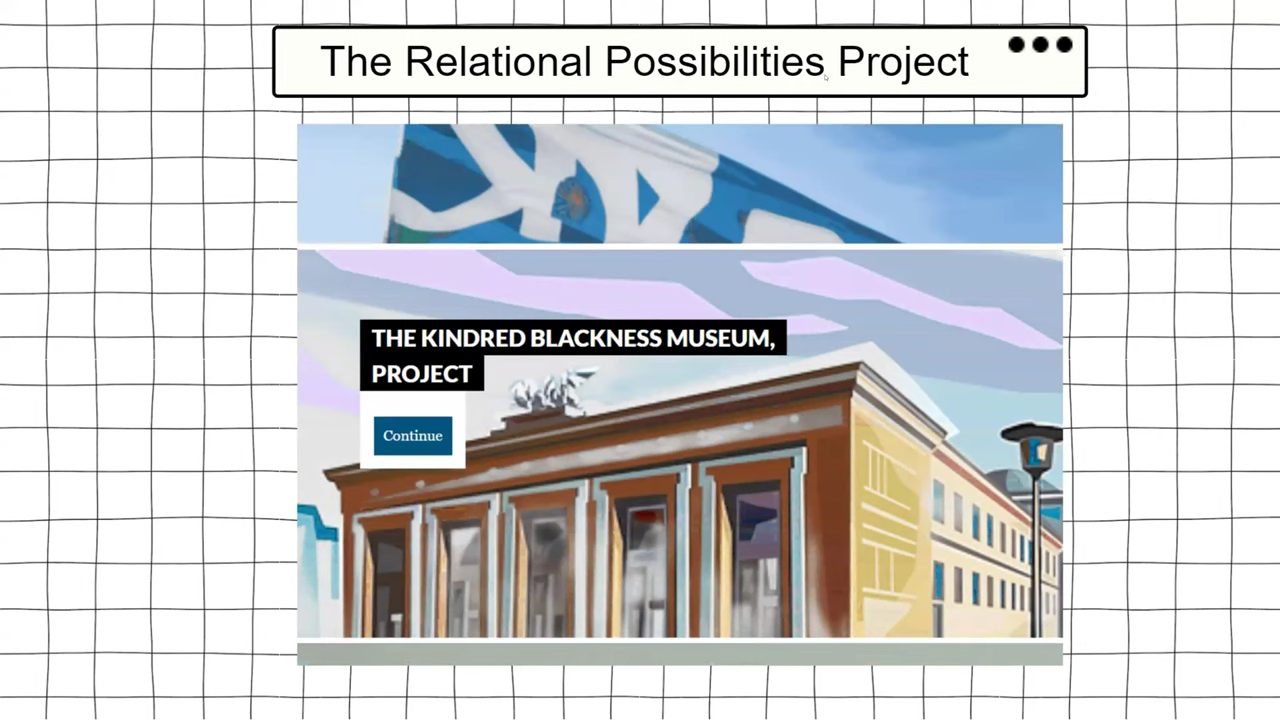 The Relational Possibilities Project
THE KINDRED BLACKNESS MUSEUM,
PROJECT
Continue